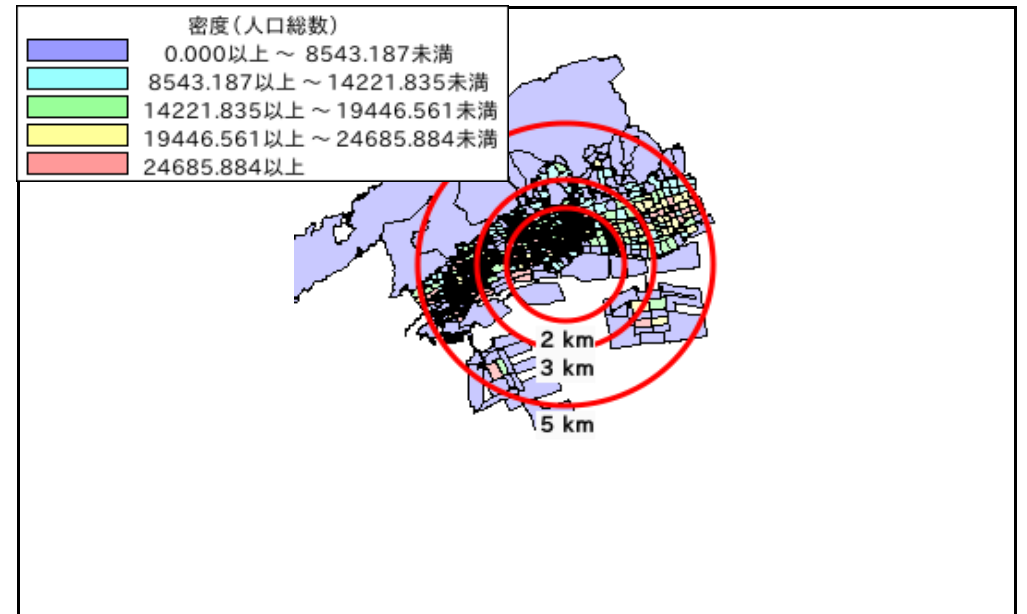 密度(人口総数)
0.000以上 ～ 8543.187未満
8543.187以上 ～ 14221.835未満
14221.835以上 ～ 19446.561未満
19446.561以上 ～ 24685.884未満
24685.884以上
2 km
3 km
5 km